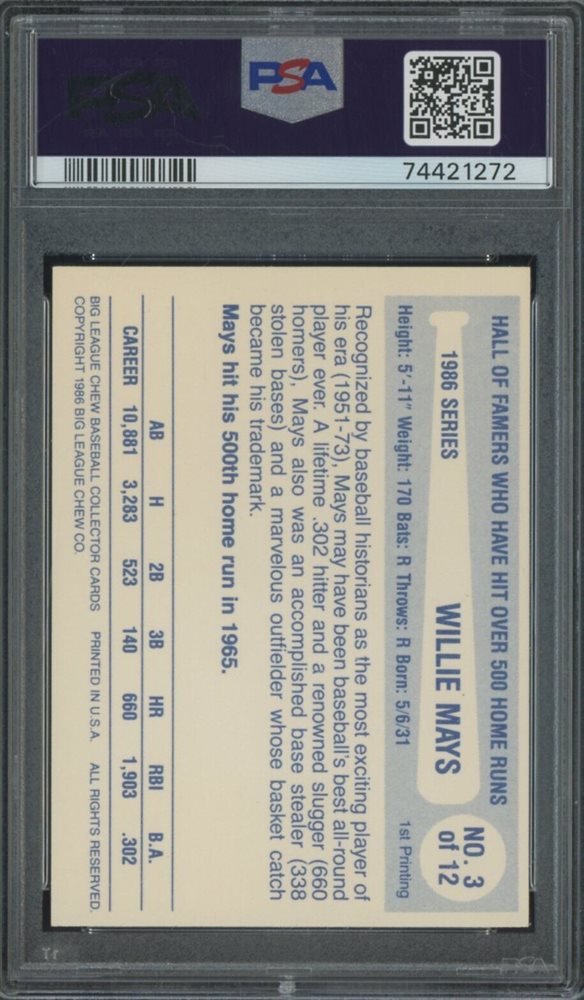 PSA
PSA
74421272
HALL OF FAMERS WHO HAVE HIT OVER 500 HOME RUNS
1986 SERIES
WILLIE MAYS
NO. 3
of 12
Height: 5'-11" Weight: 170 Bats: R Throws: R Born: 5/6/31
1st Printing
Recognized by baseball historians as the most exciting player of
his era (1951-73), Mays may have been baseball's best all-round
player ever. A lifetime .302 hitter and a renowned slugger (660
homers), Mays also was an accomplished base stealer (338
stolen bases) and a marvelous outfielder whose basket catch
became his trademark.
Mays hit his 500th home run in 1965.
AB H 2B 3B HR RBI B.A.
CAREER 10,881 3,283 523 140 660 1,903 .302
BIG LEAGUE CHEW BASEBALL COLLECTOR CARDS PRINTED IN U.S.A. ALL RIGHTS RESERVED.
COPYRIGHT 1986 BIG LEAGUE CHEW CO.
PSA